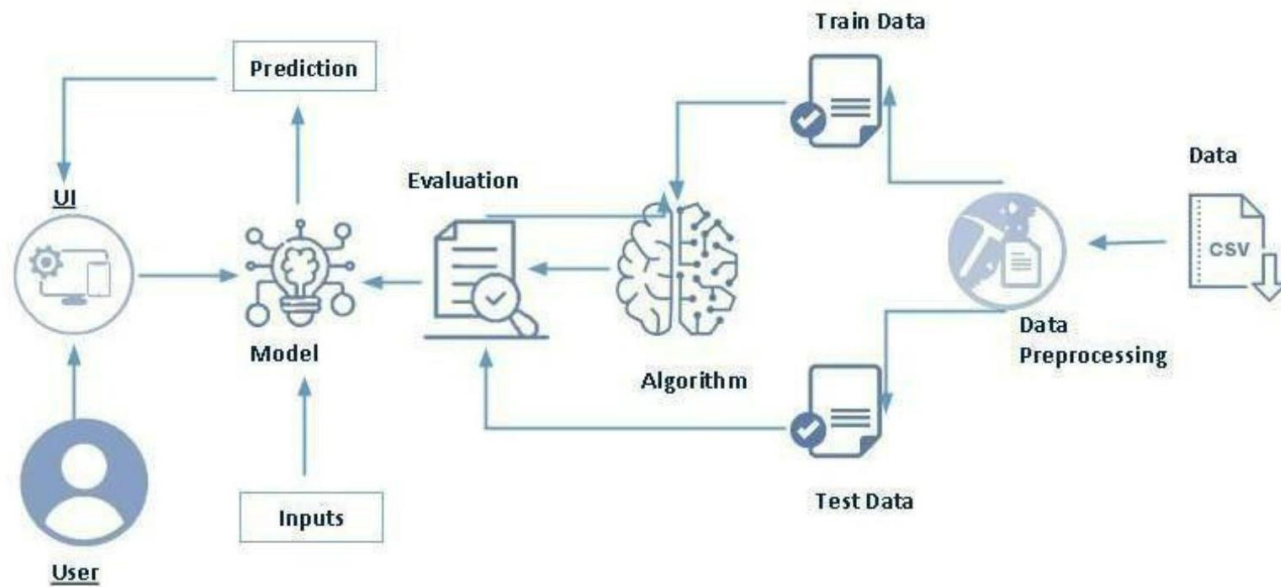 Train Data
Prediction
Data
Evaluation
UI
CSV
Model
Data
Preprocessing
Algorithm
Inputs
Test Data
User